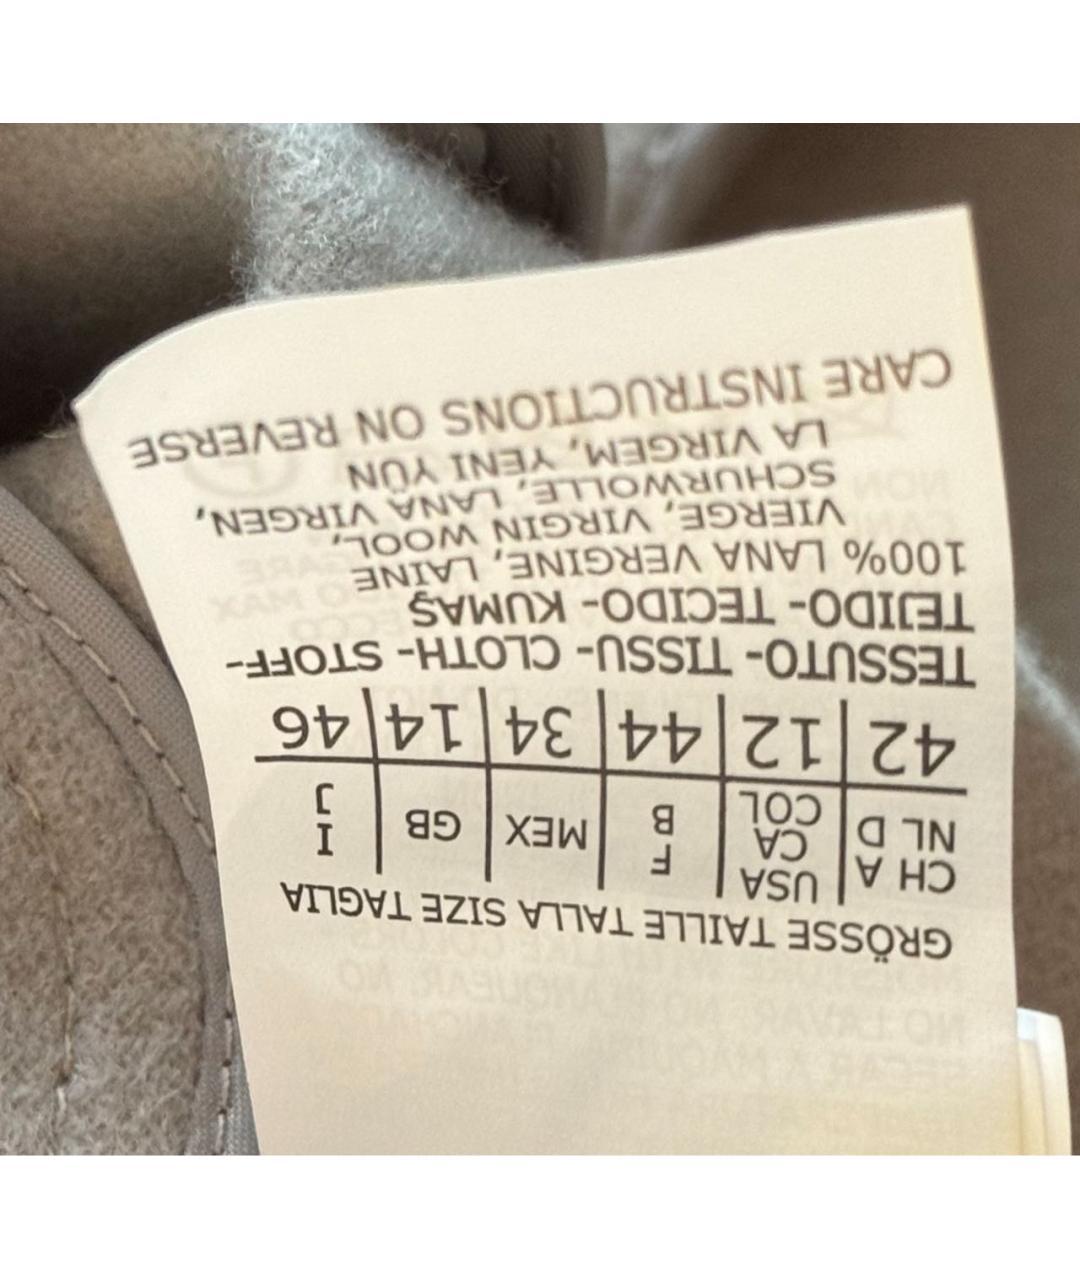 GRÖSSE TAILLE TALLA SIZE TAGLIA
CH A USA F I
NL D CA B MEX GB J
COL
42 12 44 34 14 46
TESSUTO- TISSU- CLOTH- STOFF-
TEJIDO- TECIDO- KUMAŞ
100% LANA VERGINE, LAINE
VIERGE, VIRGIN WOOL,
SCHURWOLLE, LANA VIRGEN,
LA VIRGEM, YENI YÜN
CARE INSTRUCTIONS ON REVERSE